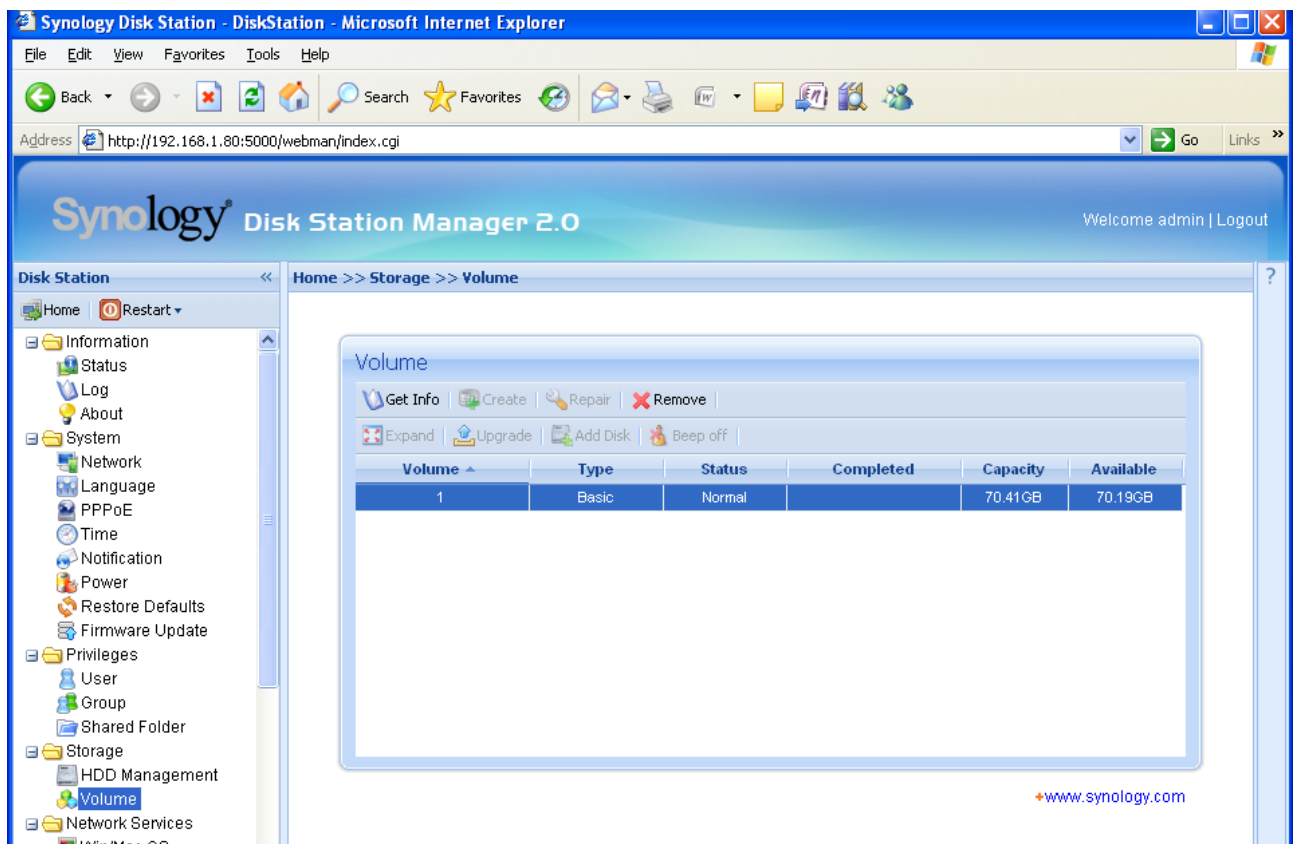 Synology Disk Station - DiskStation - Microsoft Internet Explorer
File Edit View Favorites Tools Help
Back Search Favorites
Address http://192.168.1.80:5000/webman/index.cgi Go Links »
Synology® Disk Station Manager 2.0
Welcome admin | Logout
Disk Station «
Home >> Storage >> Volume ?
Home Restart
Information
Status
Log
About
System
Network
Language
PPPoE
Time
Notification
Power
Restore Defaults
Firmware Update
Privileges
User
Group
Shared Folder
Storage
HDD Management
Volume
Network Services
Volume
Get Info Create Repair Remove
Expand Upgrade Add Disk Beep off
Volume Type Status Completed Capacity Available
1 Basic Normal 70.41GB 70.19GB
www.synology.com